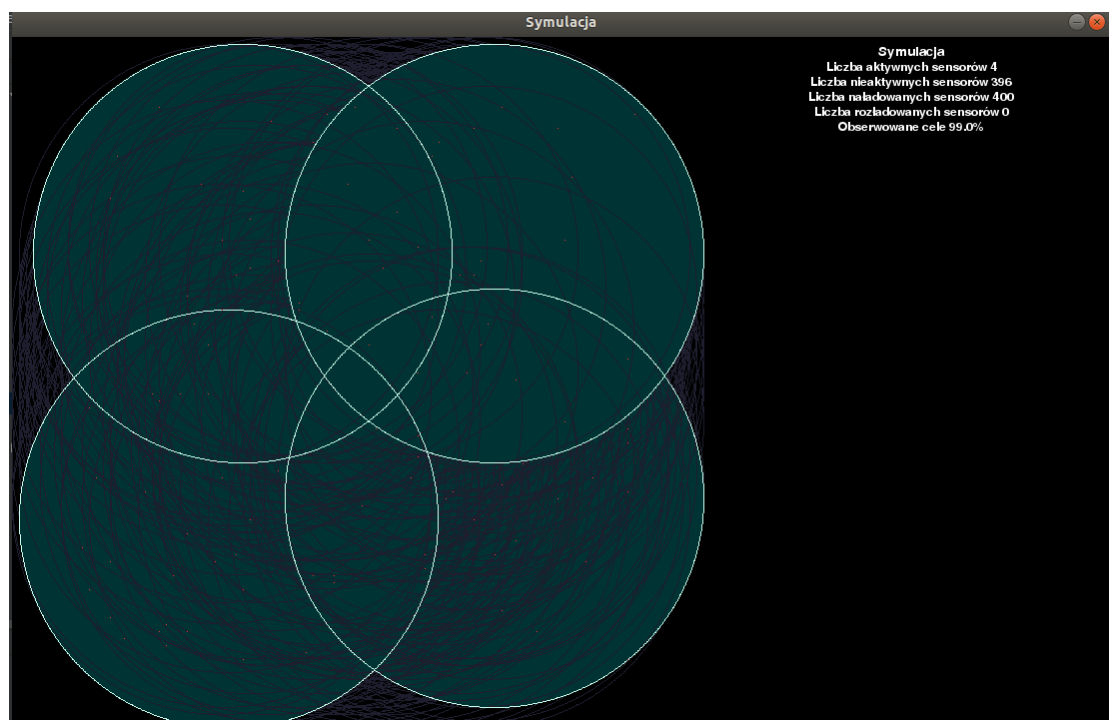 Symulacja
Symulacja
Liczba aktywnych sensorów 4
Liczba nieaktywnych sensorów 396
Liczba naładowanych sensorów 400
Liczba rozładowanych sensorów 0
Obserwowane cele 99.0%